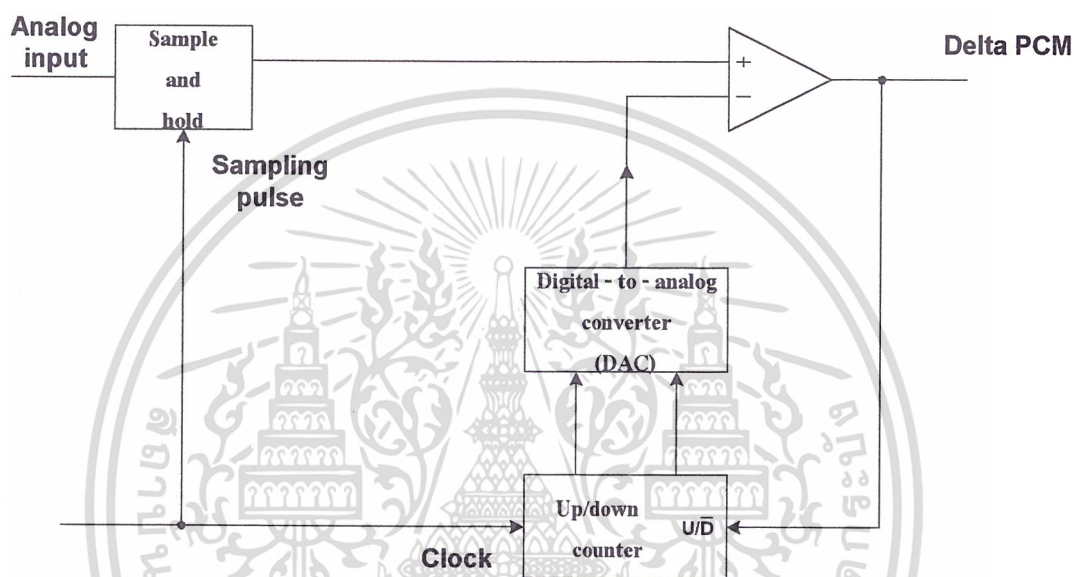 Analog
input
Sample
and
hold
Delta PCM
+
−
Sampling
pulse
Digital - to - analog
converter
(DAC)
Up/down
counter
U/D̅
Clock